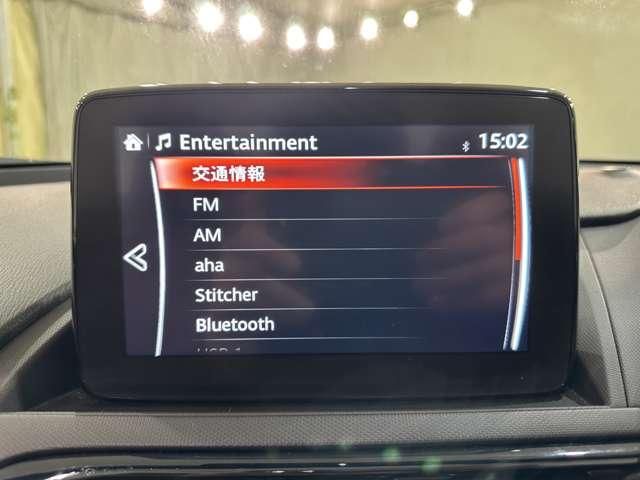 Entertainment 15:02
交通情報
FM
AM
aha
Stitcher
Bluetooth